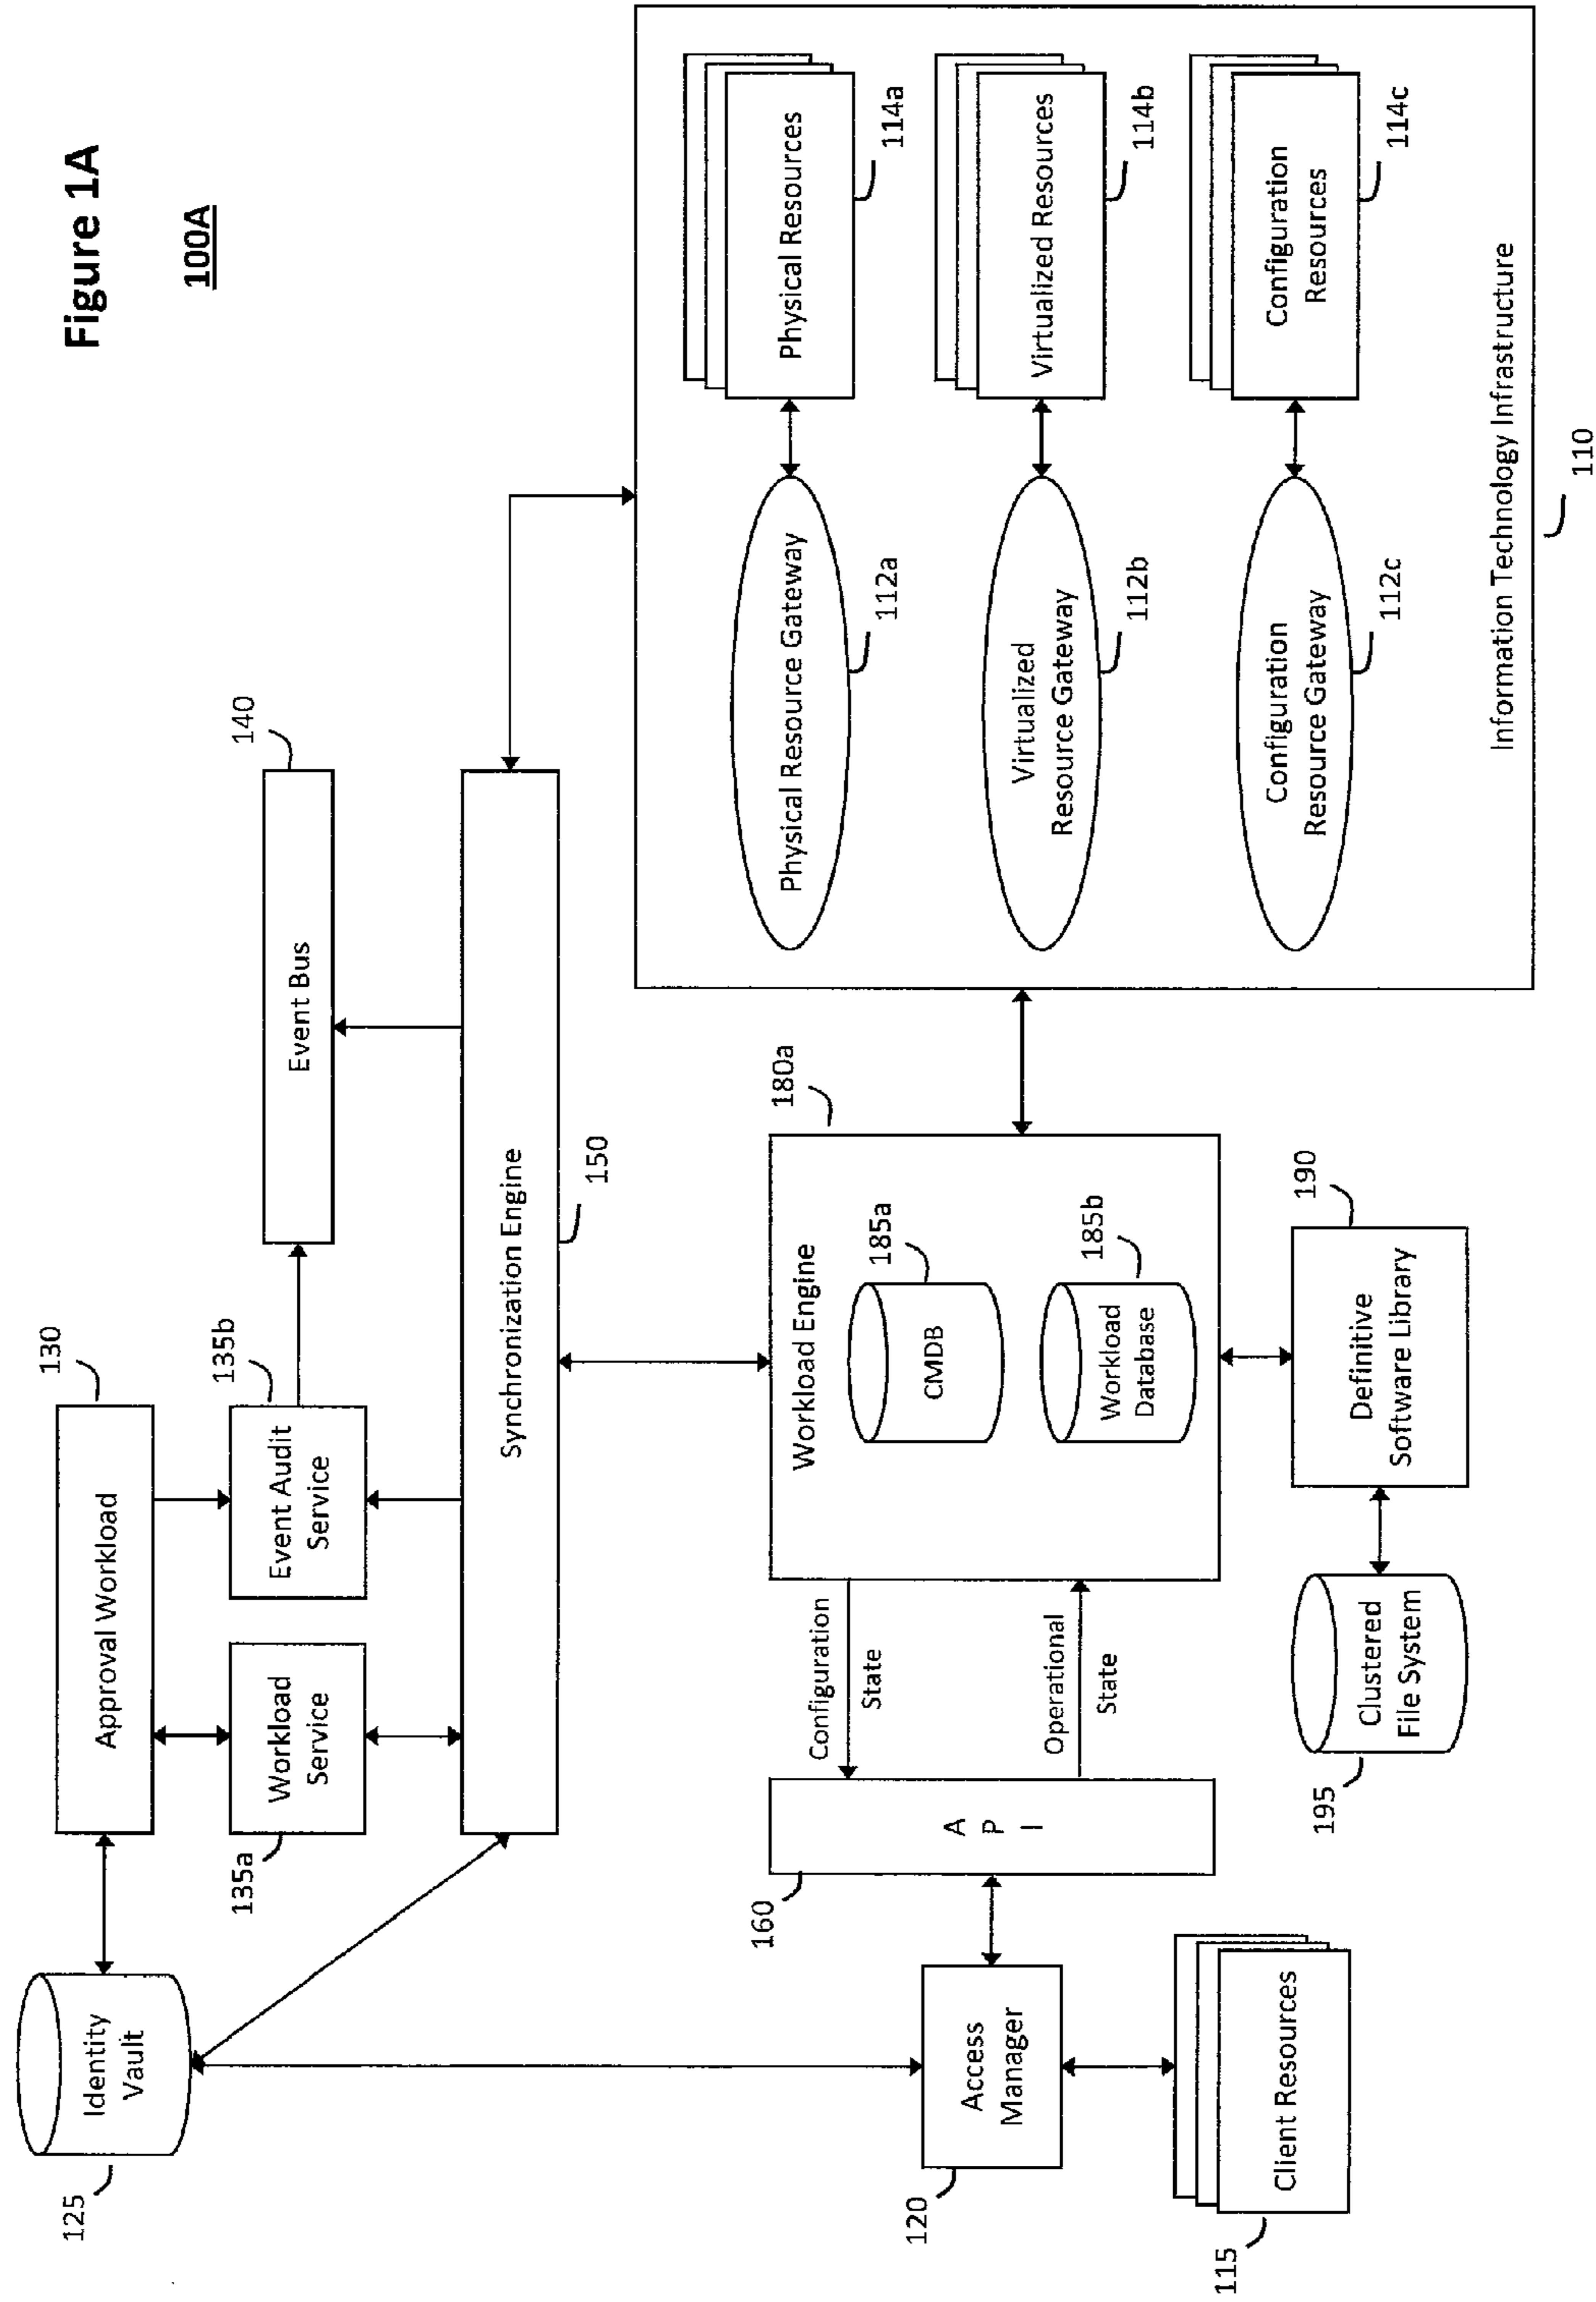 Figure 1A
100A
125
Identity
Vault
130
Approval Workload
135a
Workload
Service
135b
Event Audit
Service
140
Event Bus
Synchronization Engine
150
120
Access
Manager
115
Client Resources
160
A
P
I
Configuration
State
Operational
State
180a
Workload Engine
185a
CMDB
185b
Workload
Database
190
Definitive
Software Library
195
Clustered
File System
Physical Resource Gateway
112a
Physical Resources
114a
Virtualized
Resource Gateway
112b
Virtualized Resources
114b
Configuration
Resource Gateway
112c
Configuration
Resources
114c
Information Technology Infrastructure
110